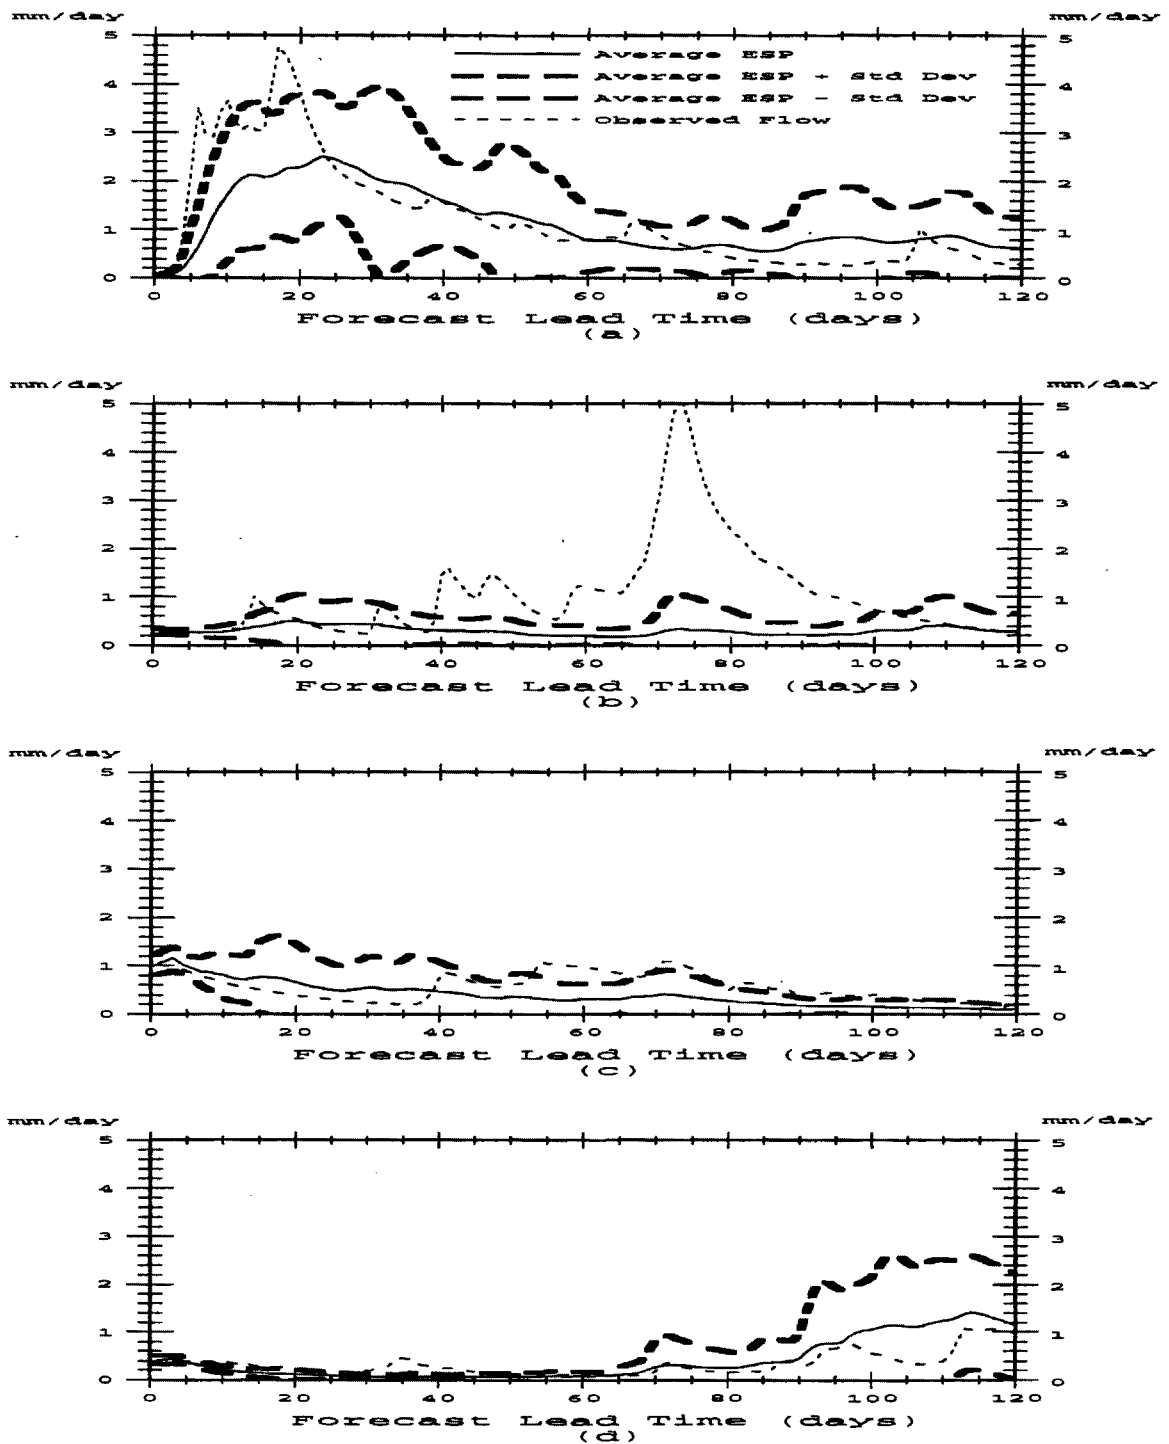 mm/day mm/day
5 5
Average ESP
Average ESP + Std Dev
4 4
Average ESP - Std Dev
Observed Flow
3 3
2 2
1 1
0 0
0 20 40 60 80 100 120
Forecast Lead Time (days)
(a)
mm/day mm/day
5 5
4 4
3 3
2 2
1 1
0 0
0 20 40 60 80 100 120
Forecast Lead Time (days)
(b)
mm/day mm/day
5 5
4 4
3 3
2 2
1 1
0 0
0 20 40 60 80 100 120
Forecast Lead Time (days)
(c)
mm/day mm/day
5 5
4 4
3 3
2 2
1 1
0 0
0 20 40 60 80 100 120
Forecast Lead Time (days)
(d)